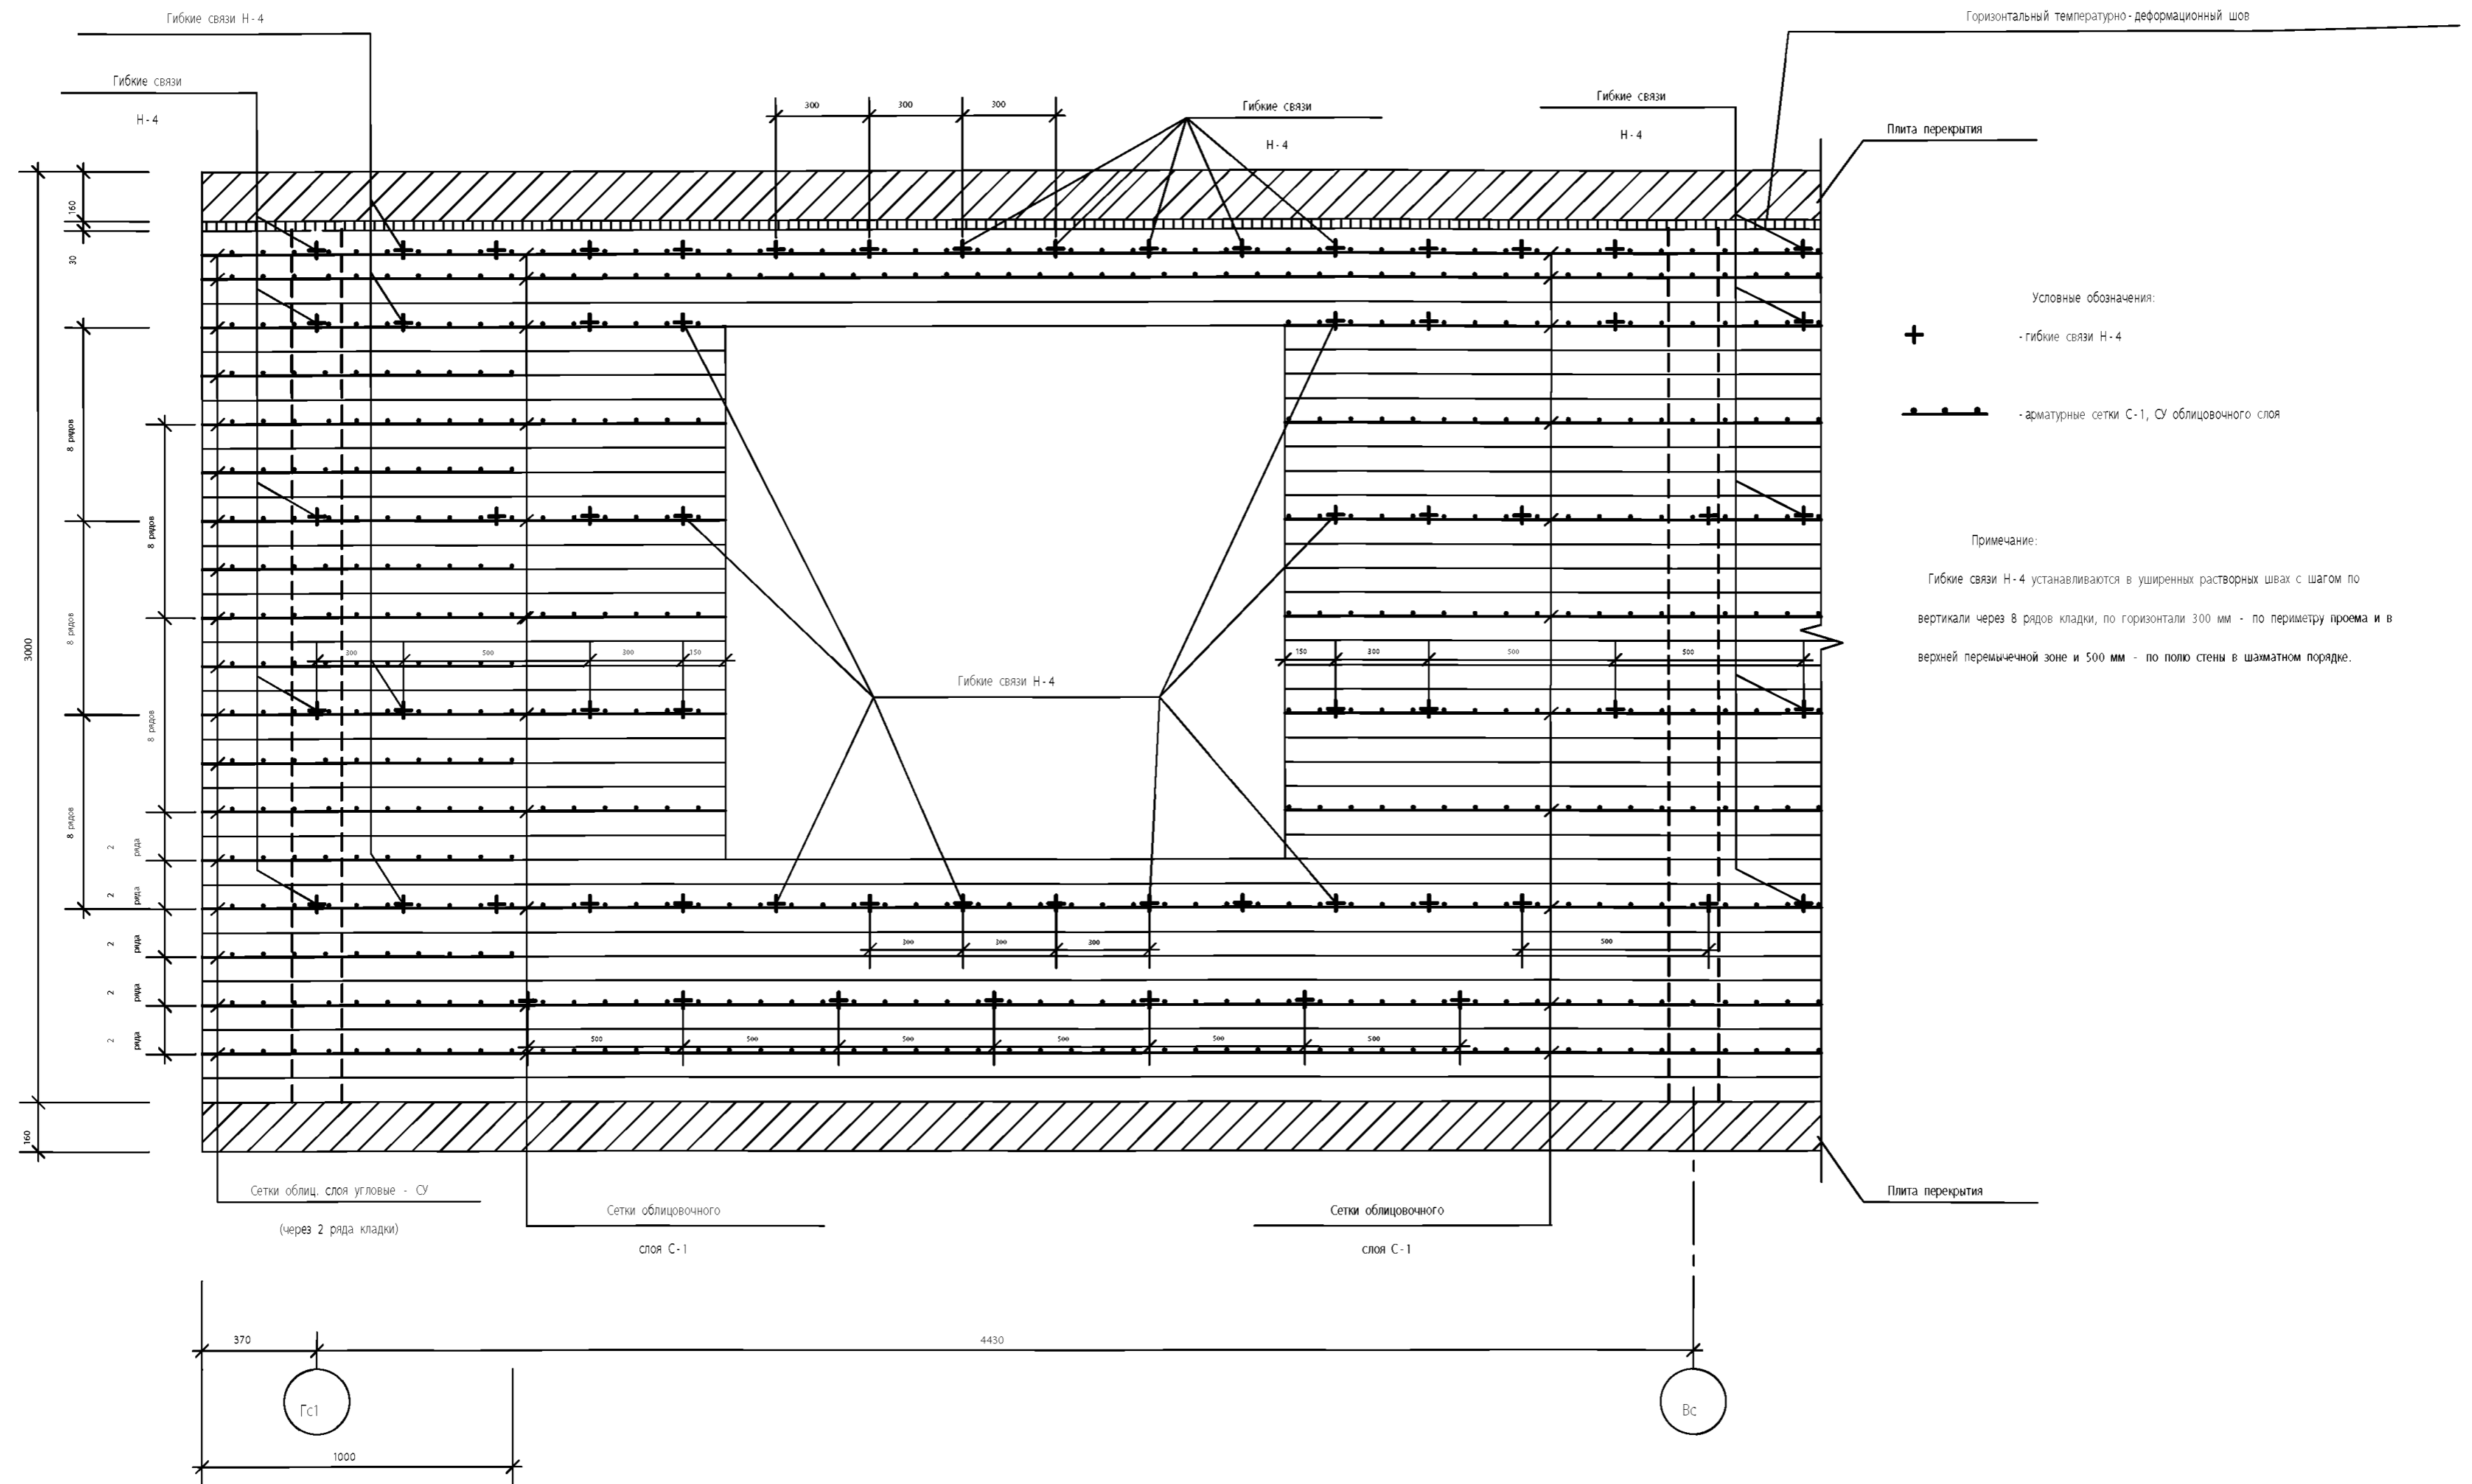 Гибкие связи Н-4
Горизонтальный температурно-деформационный шов
Гибкие связи
Н-4
300
300
300
Гибкие связи
Н-4
Гибкие связи
Н-4
Плита перекрытия
160
30
3000
160
8 рядов
8 рядов
8 рядов
8 рядов
8 рядов
2 ряда
2 ряда
2 ряда
2 ряда
2 ряда
Условные обозначения:
-гибкие связи Н-4
-арматурные сетки С-1, СУ облицовочного слоя
Примечание:
Гибкие связи Н-4 устанавливаются в уширенных растворных швах с шагом по
вертикали через 8 рядов кладки, по горизонтали 300 мм - по периметру проема и в
верхней перемычечной зоне и 500 мм - по полю стены в шахматном порядке.
300
500
300
150
150
300
500
500
Гибкие связи Н-4
300
300
300
500
500
500
500
500
500
500
Сетки облиц. слоя угловые - СУ
(через 2 ряда кладки)
Сетки облицовочного
слоя С-1
Сетки облицовочного
слоя С-1
Плита перекрытия
370
4430
Гс1
Вс
1000